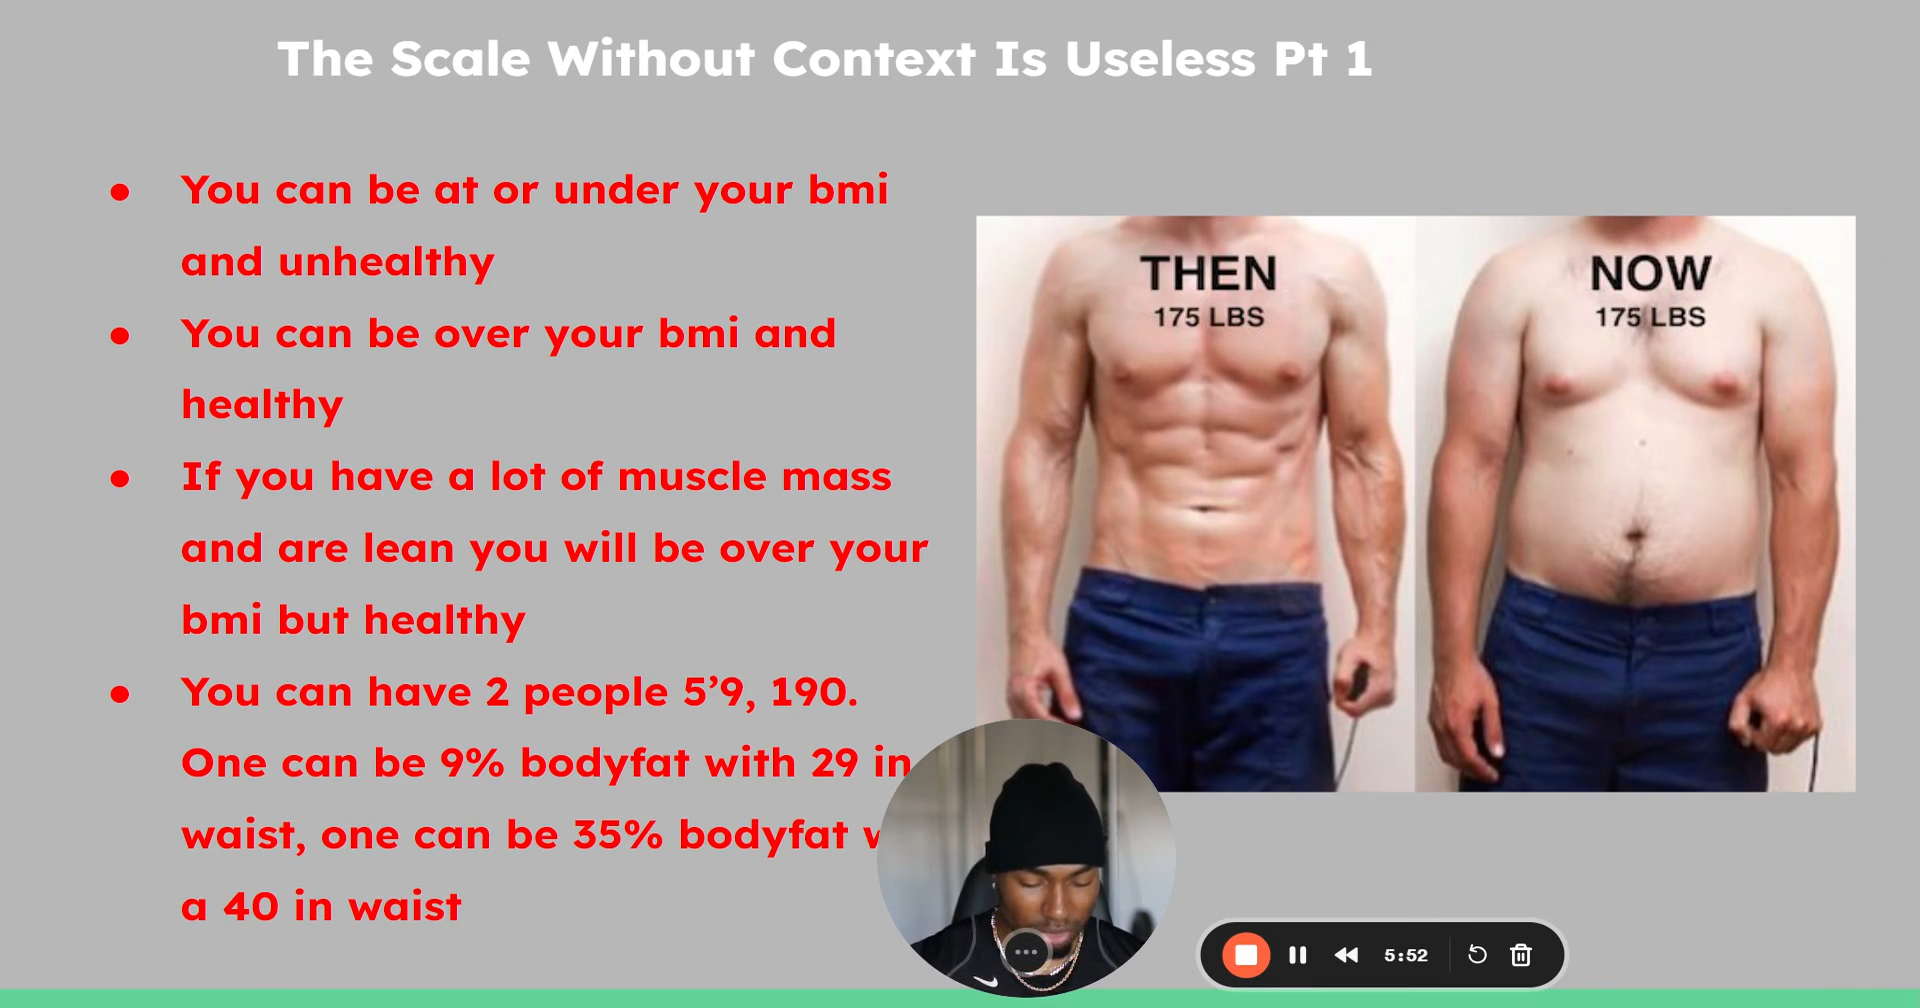 The Scale Without Context Is Useless Pt 1
● You can be at or under your bmi
and unhealthy
● You can be over your bmi and
healthy
● If you have a lot of muscle mass
and are lean you will be over your
bmi but healthy
● You can have 2 people 5’9, 190.
One can be 9% bodyfat with 29 in
waist, one can be 35% bodyfat
a 40 in waist
THEN
175 LBS
NOW
175 LBS
5:52